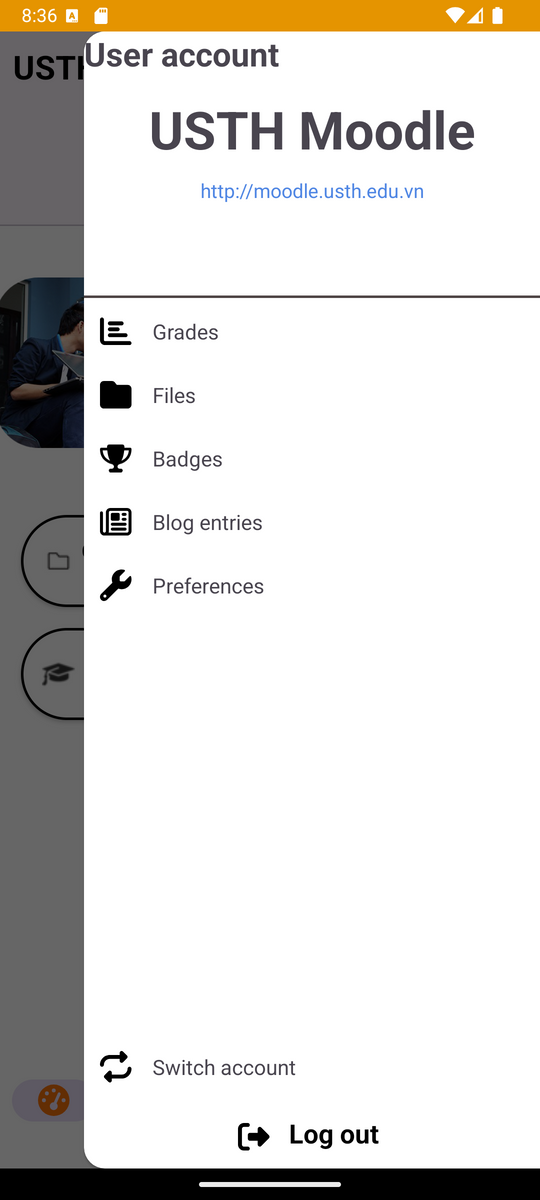 8:36
User account
USTH
USTH Moodle
http://moodle.usth.edu.vn
Grades
Files
Badges
Blog entries
Preferences
Switch account
Log out